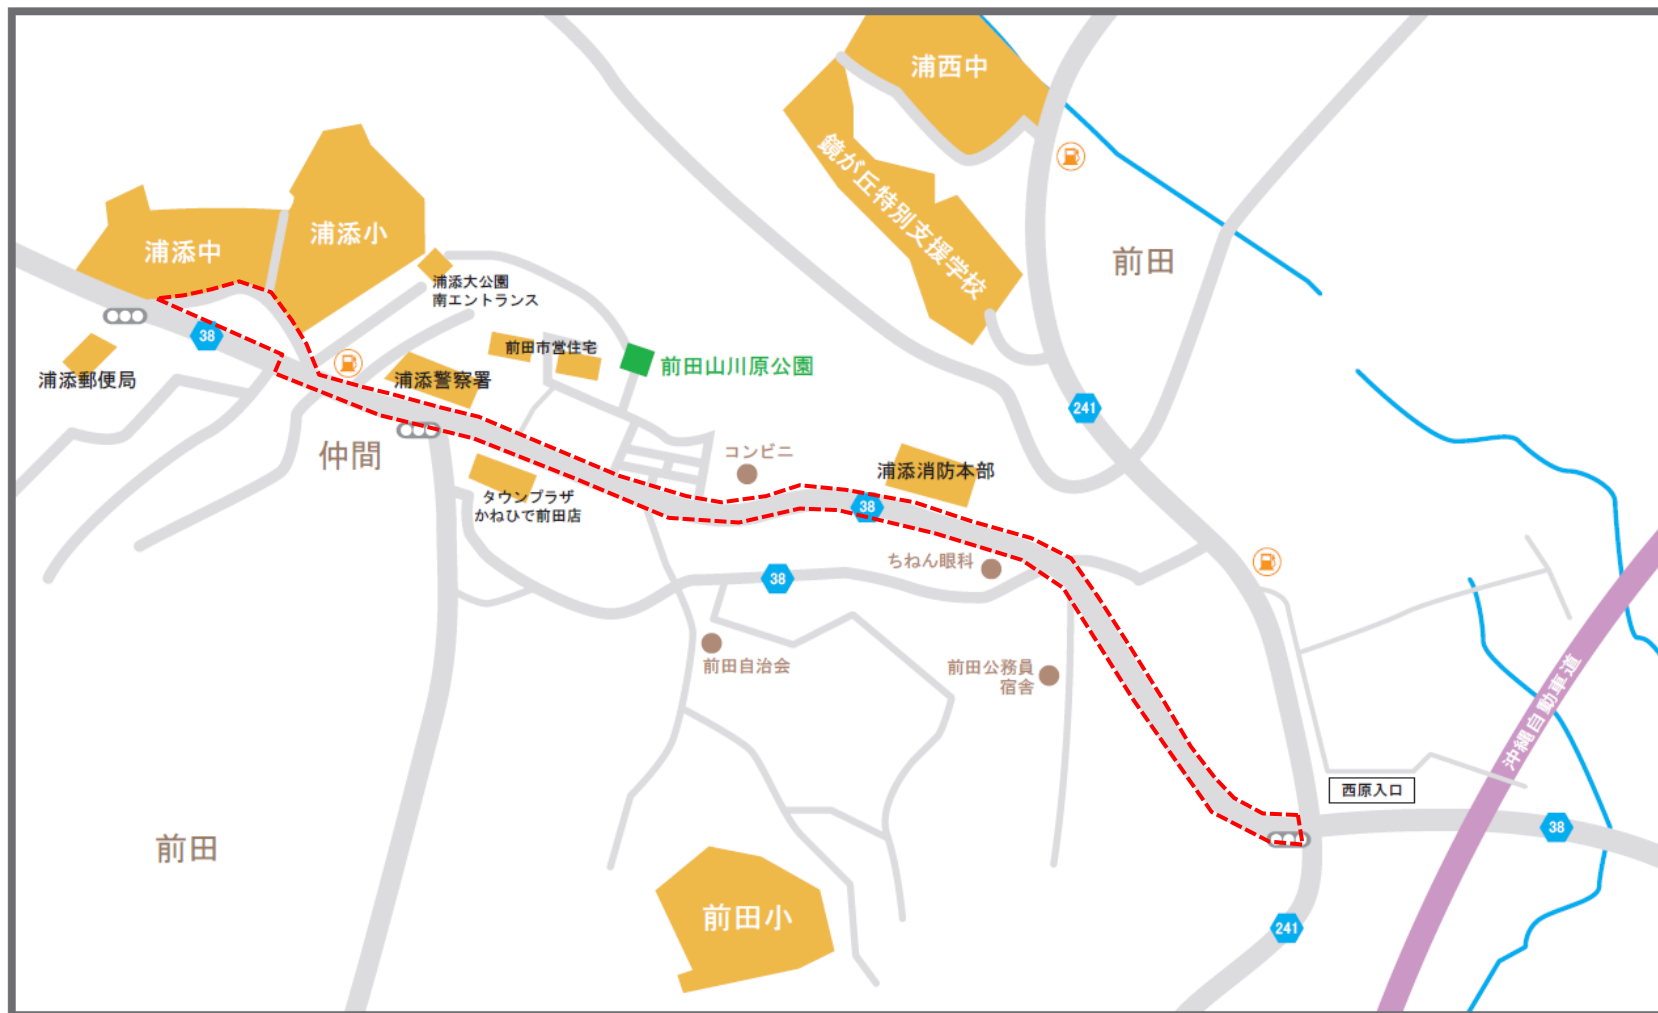 浦西中
鏡が丘特別支援学校
浦添小
浦添中
前田
浦添大公園
南エントランス
38
前田市営住宅
前田山川原公園
浦添郵便局
浦添警察署
241
仲間
コンビニ
浦添消防本部
タウンプラザ
かねひで前田店
38
ちねん眼科
38
前田自治会
前田公務員
宿舎
沖縄自動車道
西原入口
38
前田
前田小
241